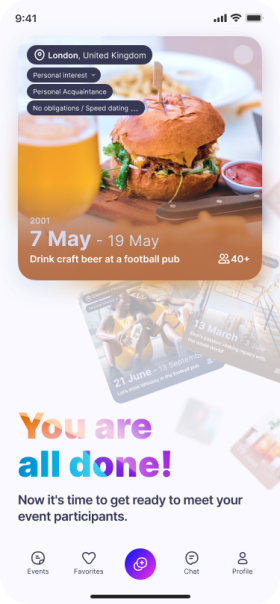 9:41
London, United Kingdom
Personal Interest
Personal Acquaintance
No obligations / Speed dating ....
2001
7 May - 19 May
Drink craft beer at a football pub
40+
13 March -
21 June - 13 Septemb
You are
all done!
Now it's time to get ready to meet your
event participants.
Events
Favorites
Chat
Profile